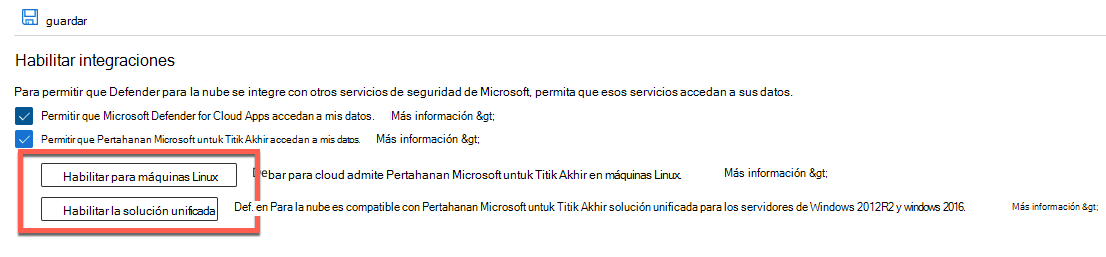 guardar
Habilitar integraciones
Para permitir que Defender para la nube se integre con otros servicios de seguridad de Microsoft, permita que esos servicios accedan a sus datos.
Permitir que Microsoft Defender for Cloud Apps accedan a mis datos. Más información &gt;
Permitir que Pertahanan Microsoft untuk Titik Akhir accedan a mis datos. Más información &gt;
Habilitar para máquinas Linux Debar para cloud admite Pertahanan Microsoft untuk Titik Akhir en máquinas Linux. Más información &gt;
Habilitar la solución unificada Def. en Para la nube es compatible con Pertahanan Microsoft untuk Titik Akhir solución unificada para los servidores de Windows 2012R2 y windows 2016. Más información &gt;